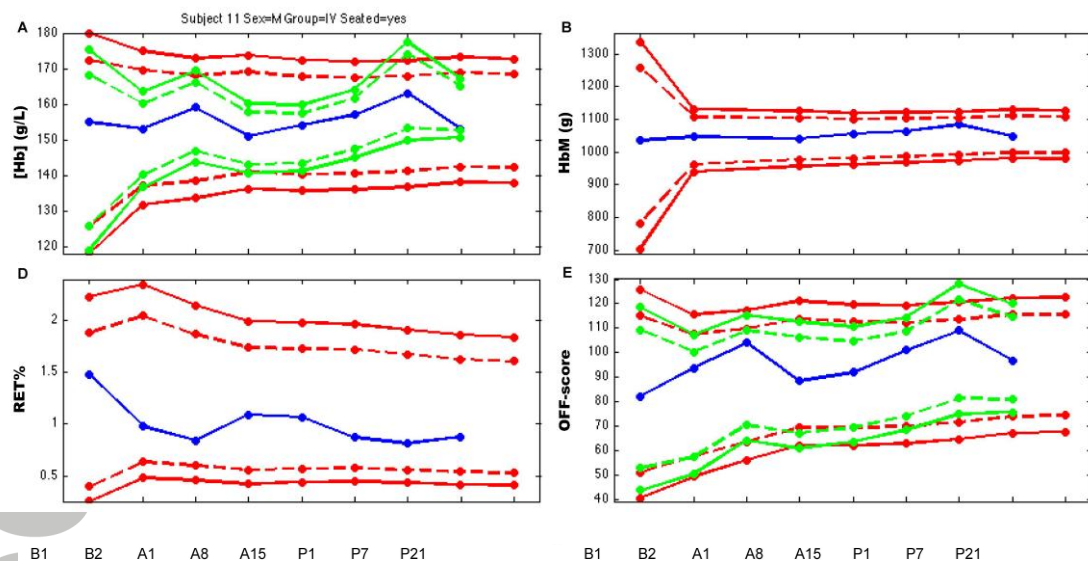 Subject 11 Sex=M Group=IV Seated=yes
A
180
170
160
150
140
130
120
[Hb] (g/L)
B
1300
1200
1100
1000
900
800
700
HbM (g)
D
2
1.5
1
0.5
RET%
E
130
120
110
100
90
80
70
60
50
40
OFF-score
B1 B2 A1 A8 A15 P1 P7 P21
B1 B2 A1 A8 A15 P1 P7 P21